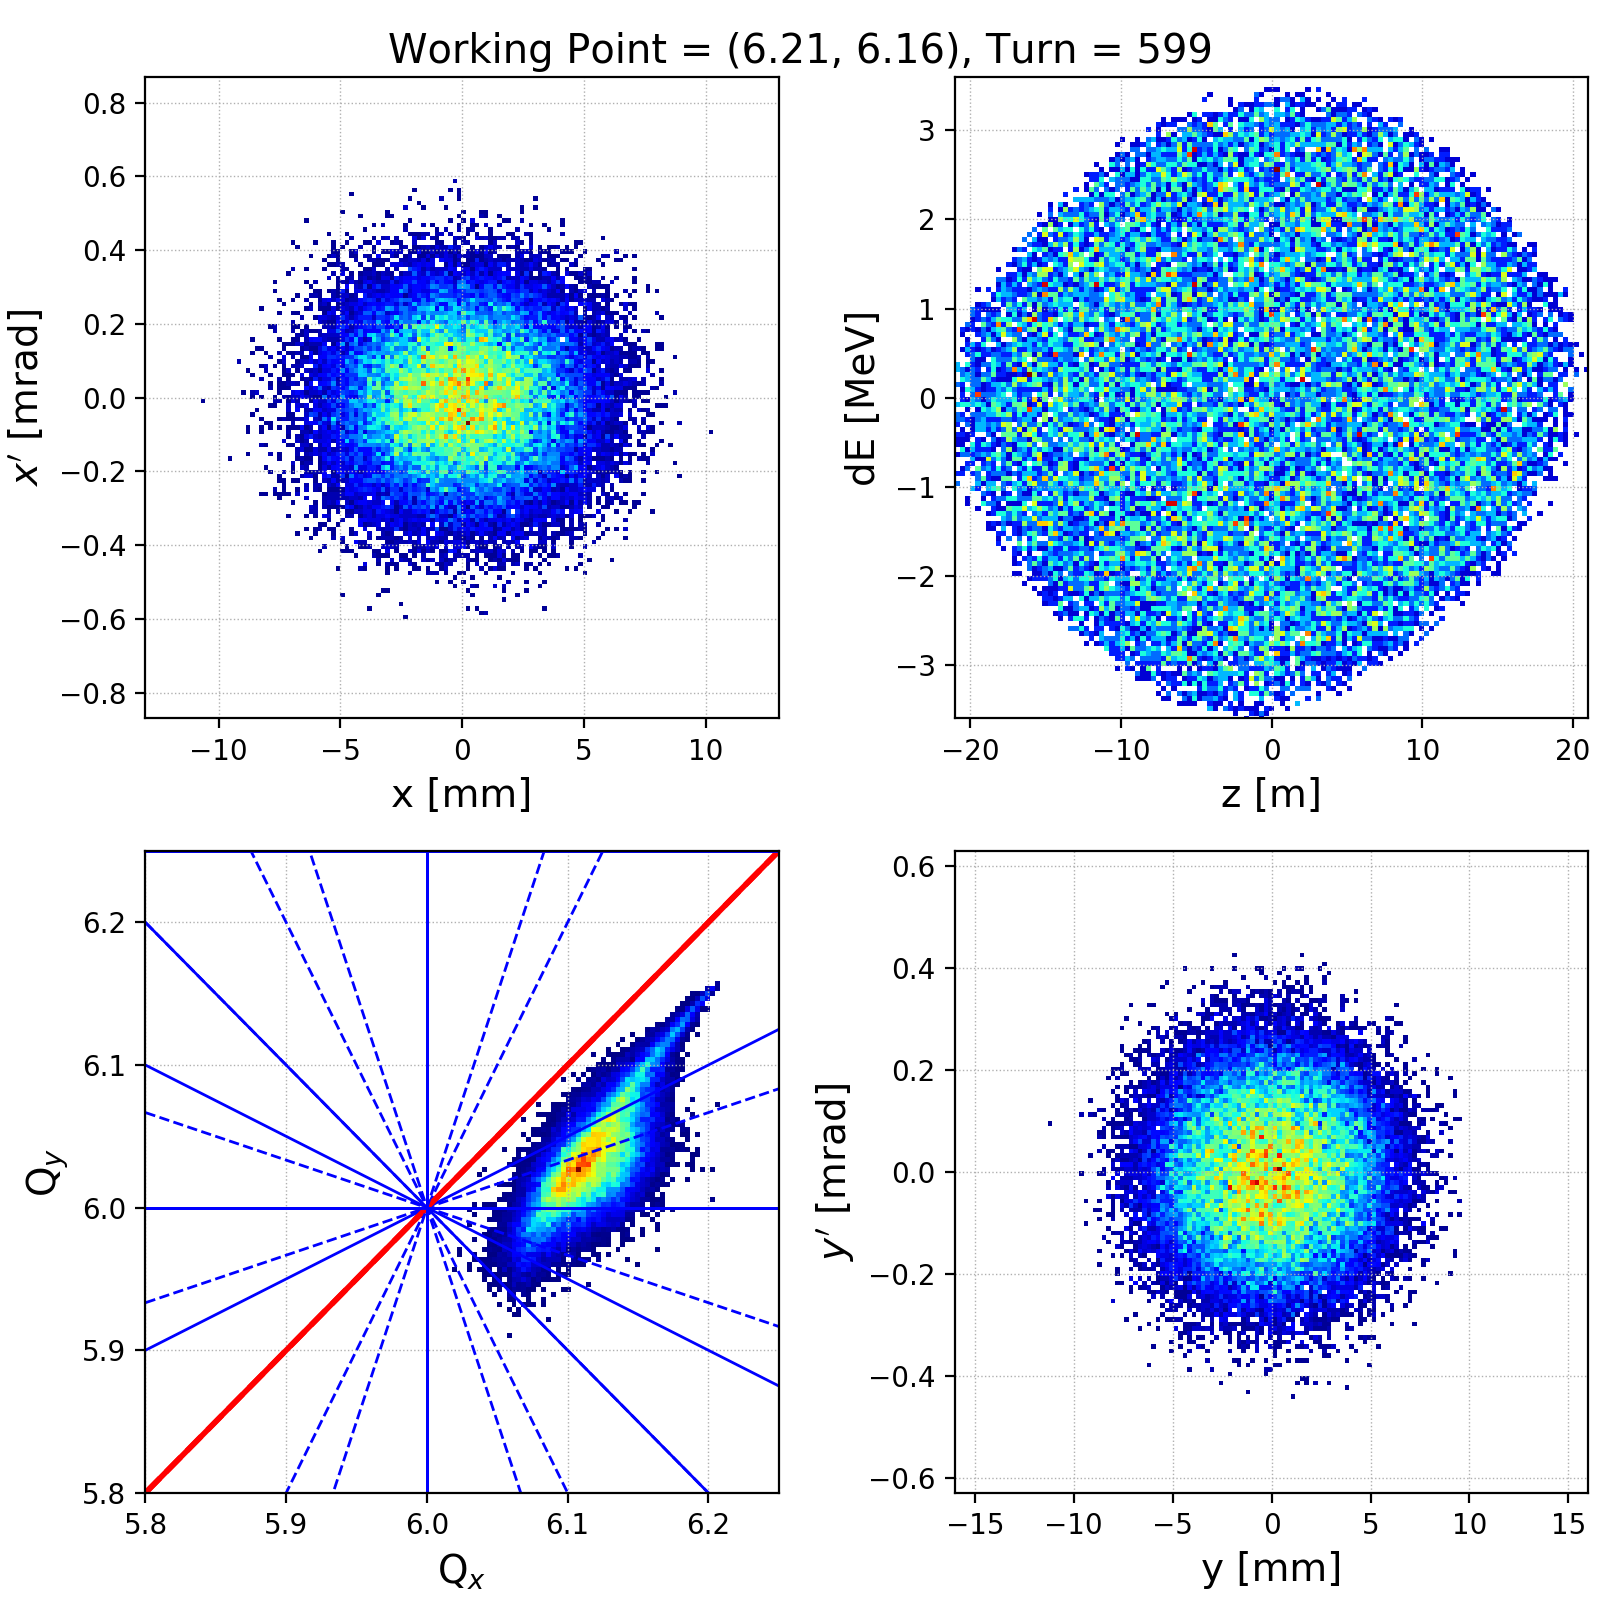 Working Point = (6.21, 6.16), Turn = 599
0.8
0.6
0.4
0.2
0.0
−0.2
−0.4
−0.6
−0.8
x′ [mrad]
−10 −5 0 5 10
x [mm]
3
2
1
0
−1
−2
−3
dE [MeV]
−20 −10 0 10 20
z [m]
6.2
6.1
6.0
5.9
5.8
Qy
5.8 5.9 6.0 6.1 6.2
Qx
0.6
0.4
0.2
0.0
−0.2
−0.4
−0.6
y′ [mrad]
−15 −10 −5 0 5 10 15
y [mm]